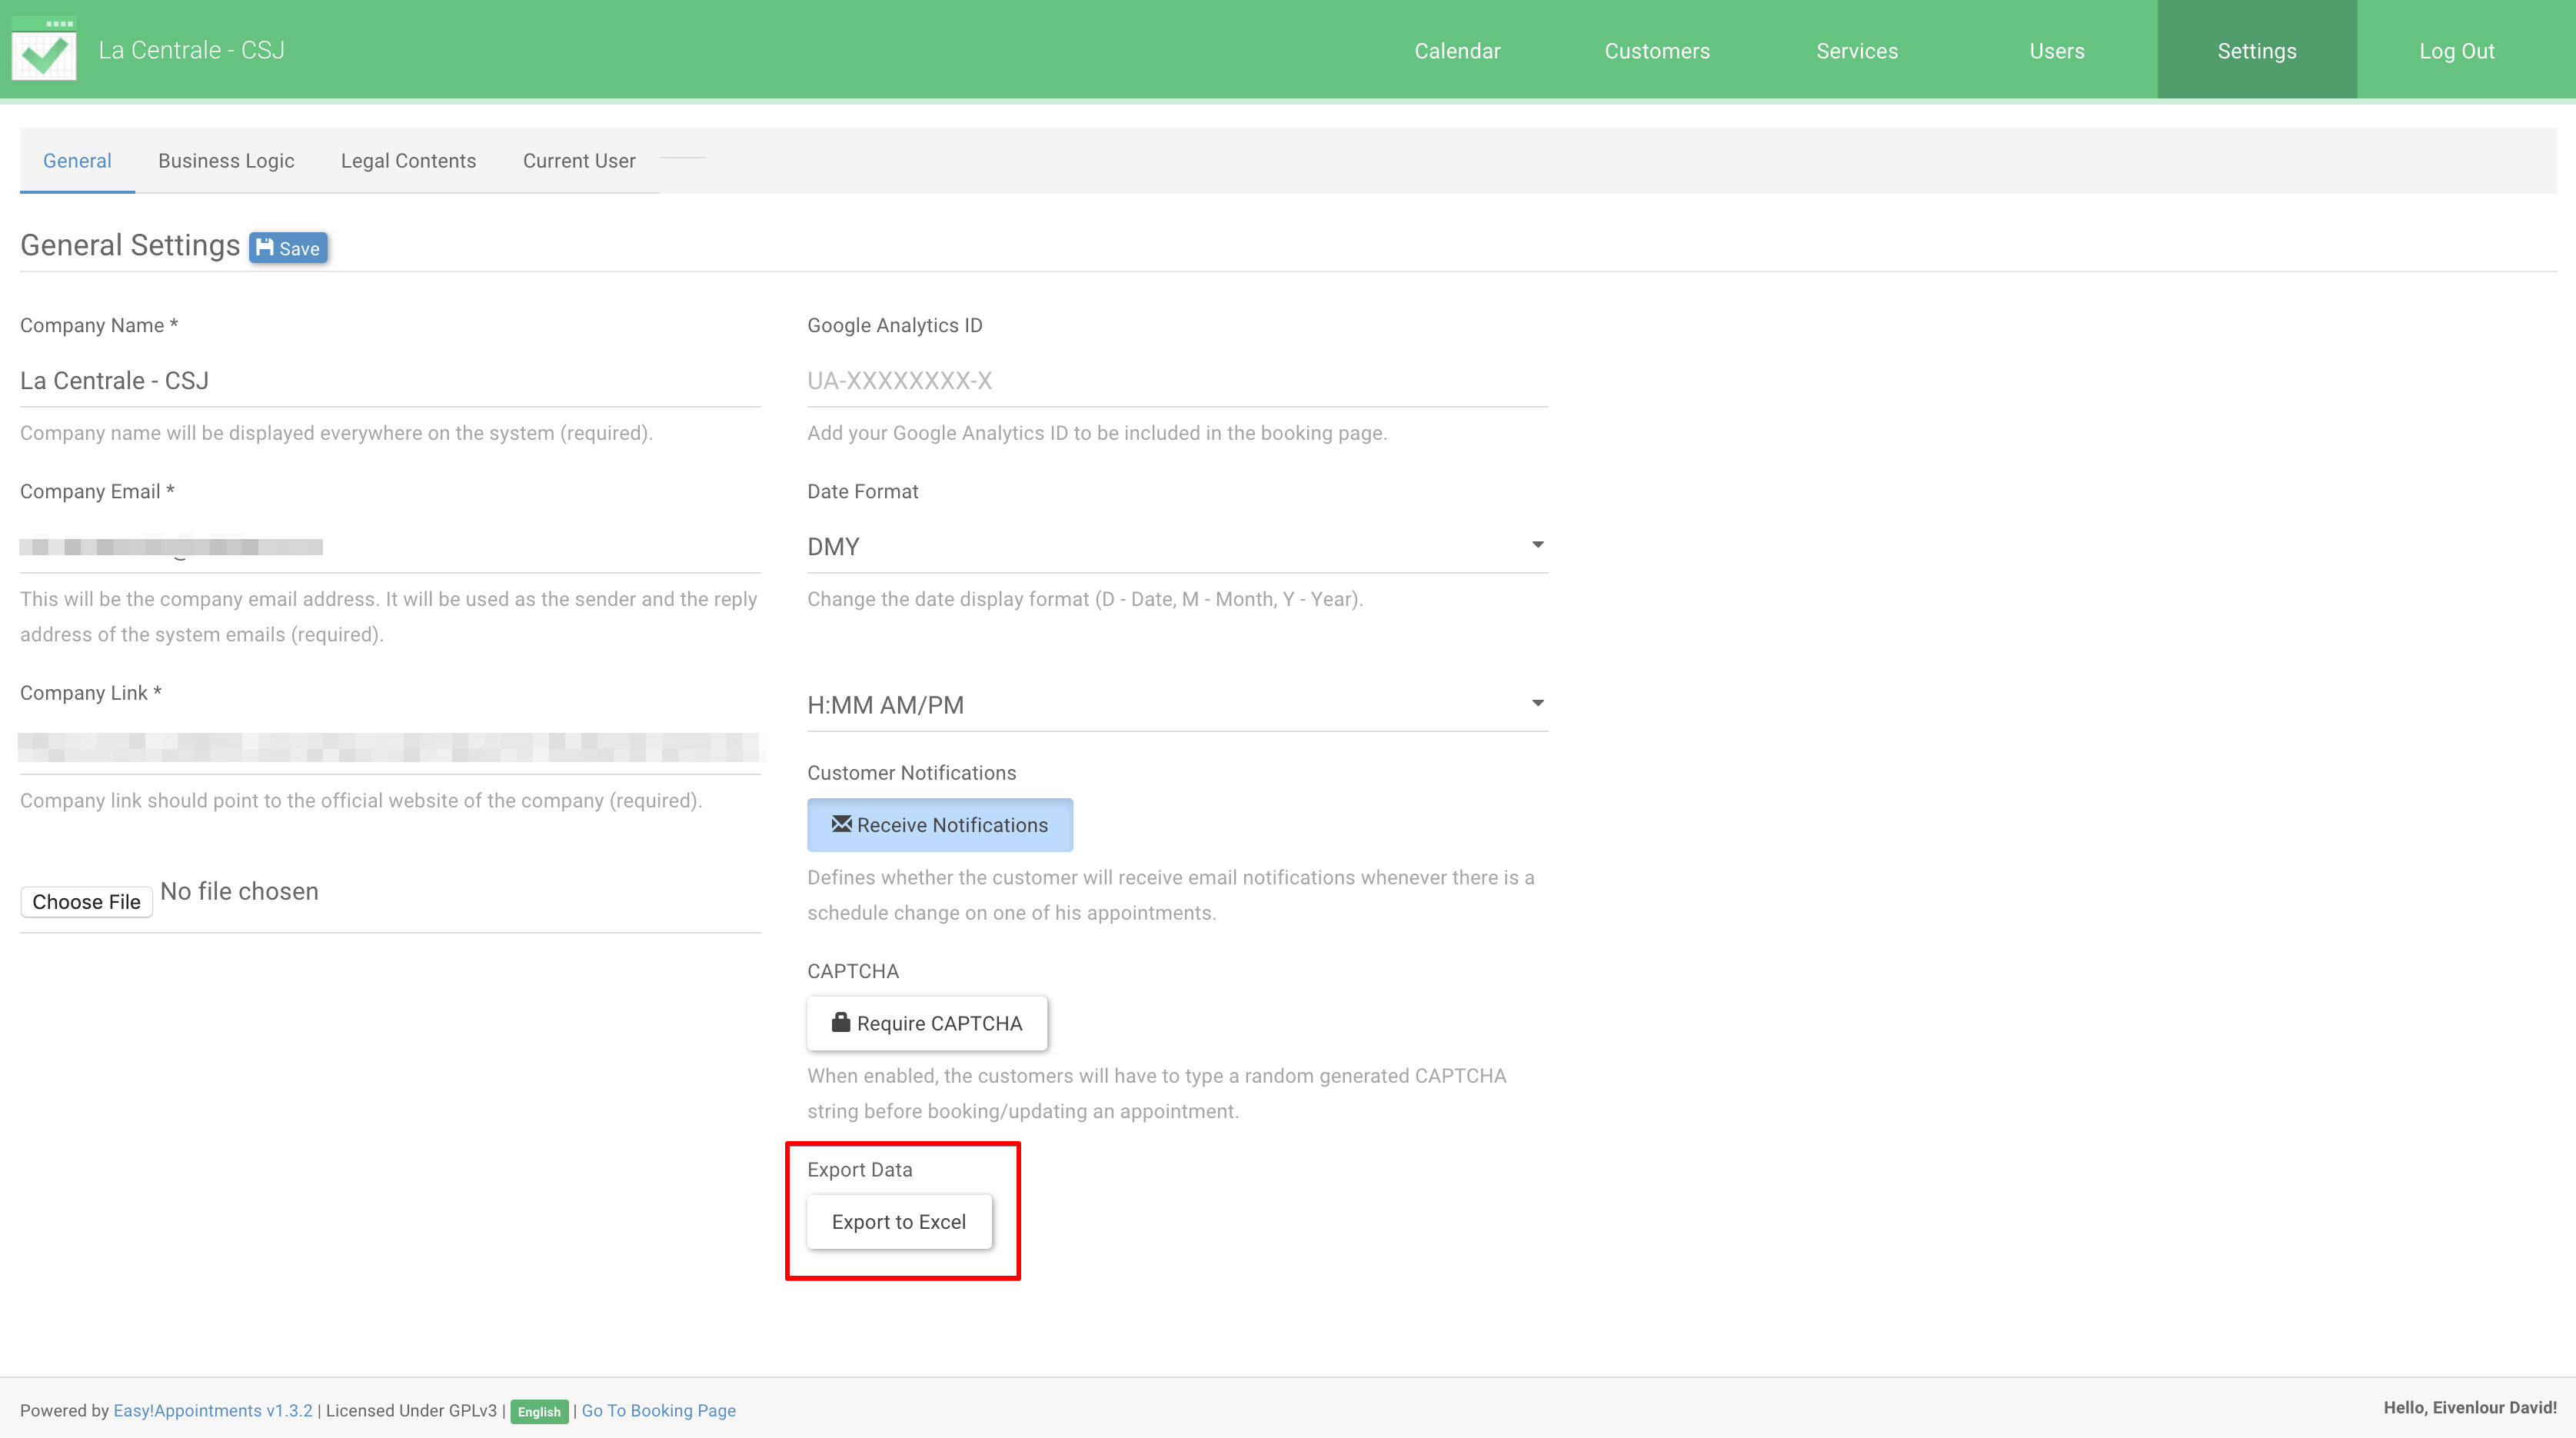 La Centrale - CSJ
Calendar
Customers
Services
Users
Settings
Log Out
General
Business Logic
Legal Contents
Current User
General Settings
Save
Company Name *
La Centrale - CSJ
Company name will be displayed everywhere on the system (required).
Company Email *
This will be the company email address. It will be used as the sender and the reply
address of the system emails (required).
Company Link *
Company link should point to the official website of the company (required).
Choose File No file chosen
Google Analytics ID
UA-XXXXXXXX-X
Add your Google Analytics ID to be included in the booking page.
Date Format
DMY
Change the date display format (D - Date, M - Month, Y - Year).
H:MM AM/PM
Customer Notifications
Receive Notifications
Defines whether the customer will receive email notifications whenever there is a
schedule change on one of his appointments.
CAPTCHA
Require CAPTCHA
When enabled, the customers will have to type a random generated CAPTCHA
string before booking/updating an appointment.
Export Data
Export to Excel
Powered by Easy!Appointments v1.3.2 | Licensed Under GPLv3 | English | Go To Booking Page
Hello, Eivenlour David!